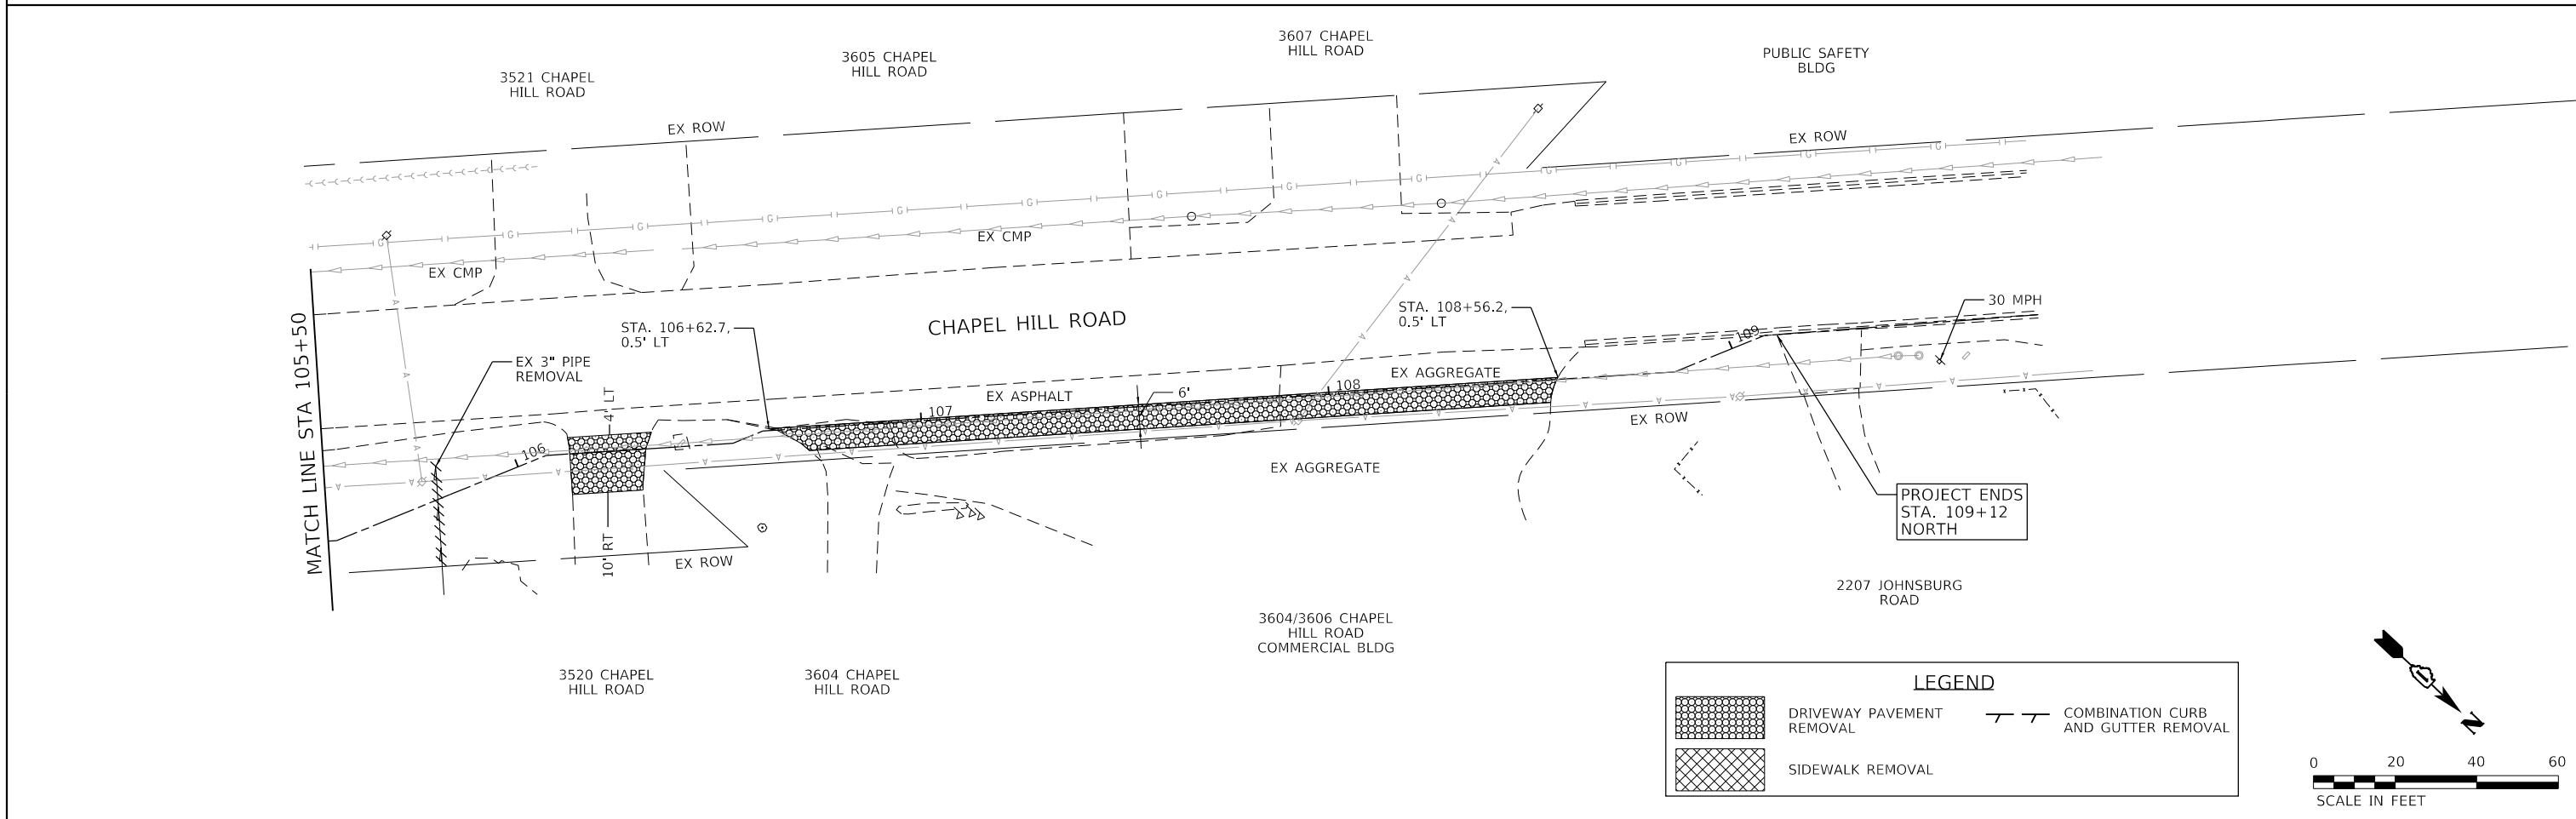 3521 CHAPEL
HILL ROAD
3605 CHAPEL
HILL ROAD
3607 CHAPEL
HILL ROAD
PUBLIC SAFETY
BLDG
EX ROW
EX ROW
G G G G G G G G G G G G G
EX CMP
EX CMP
A A A A A
CHAPEL HILL ROAD
MATCH LINE STA 105+50
EX 3" PIPE
REMOVAL
STA. 106+62.7,
0.5' LT
STA. 108+56.2,
0.5' LT
30 MPH
4' LT
10' RT
106
107
108
109
EX ASPHALT
6'
EX AGGREGATE
EX ROW
EX AGGREGATE
EX ROW
PROJECT ENDS
STA. 109+12
NORTH
3520 CHAPEL
HILL ROAD
3604 CHAPEL
HILL ROAD
3604/3606 CHAPEL
HILL ROAD
COMMERCIAL BLDG
2207 JOHNSBURG
ROAD
LEGEND
DRIVEWAY PAVEMENT
REMOVAL
COMBINATION CURB
AND GUTTER REMOVAL
SIDEWALK REMOVAL
N
0 20 40 60
SCALE IN FEET